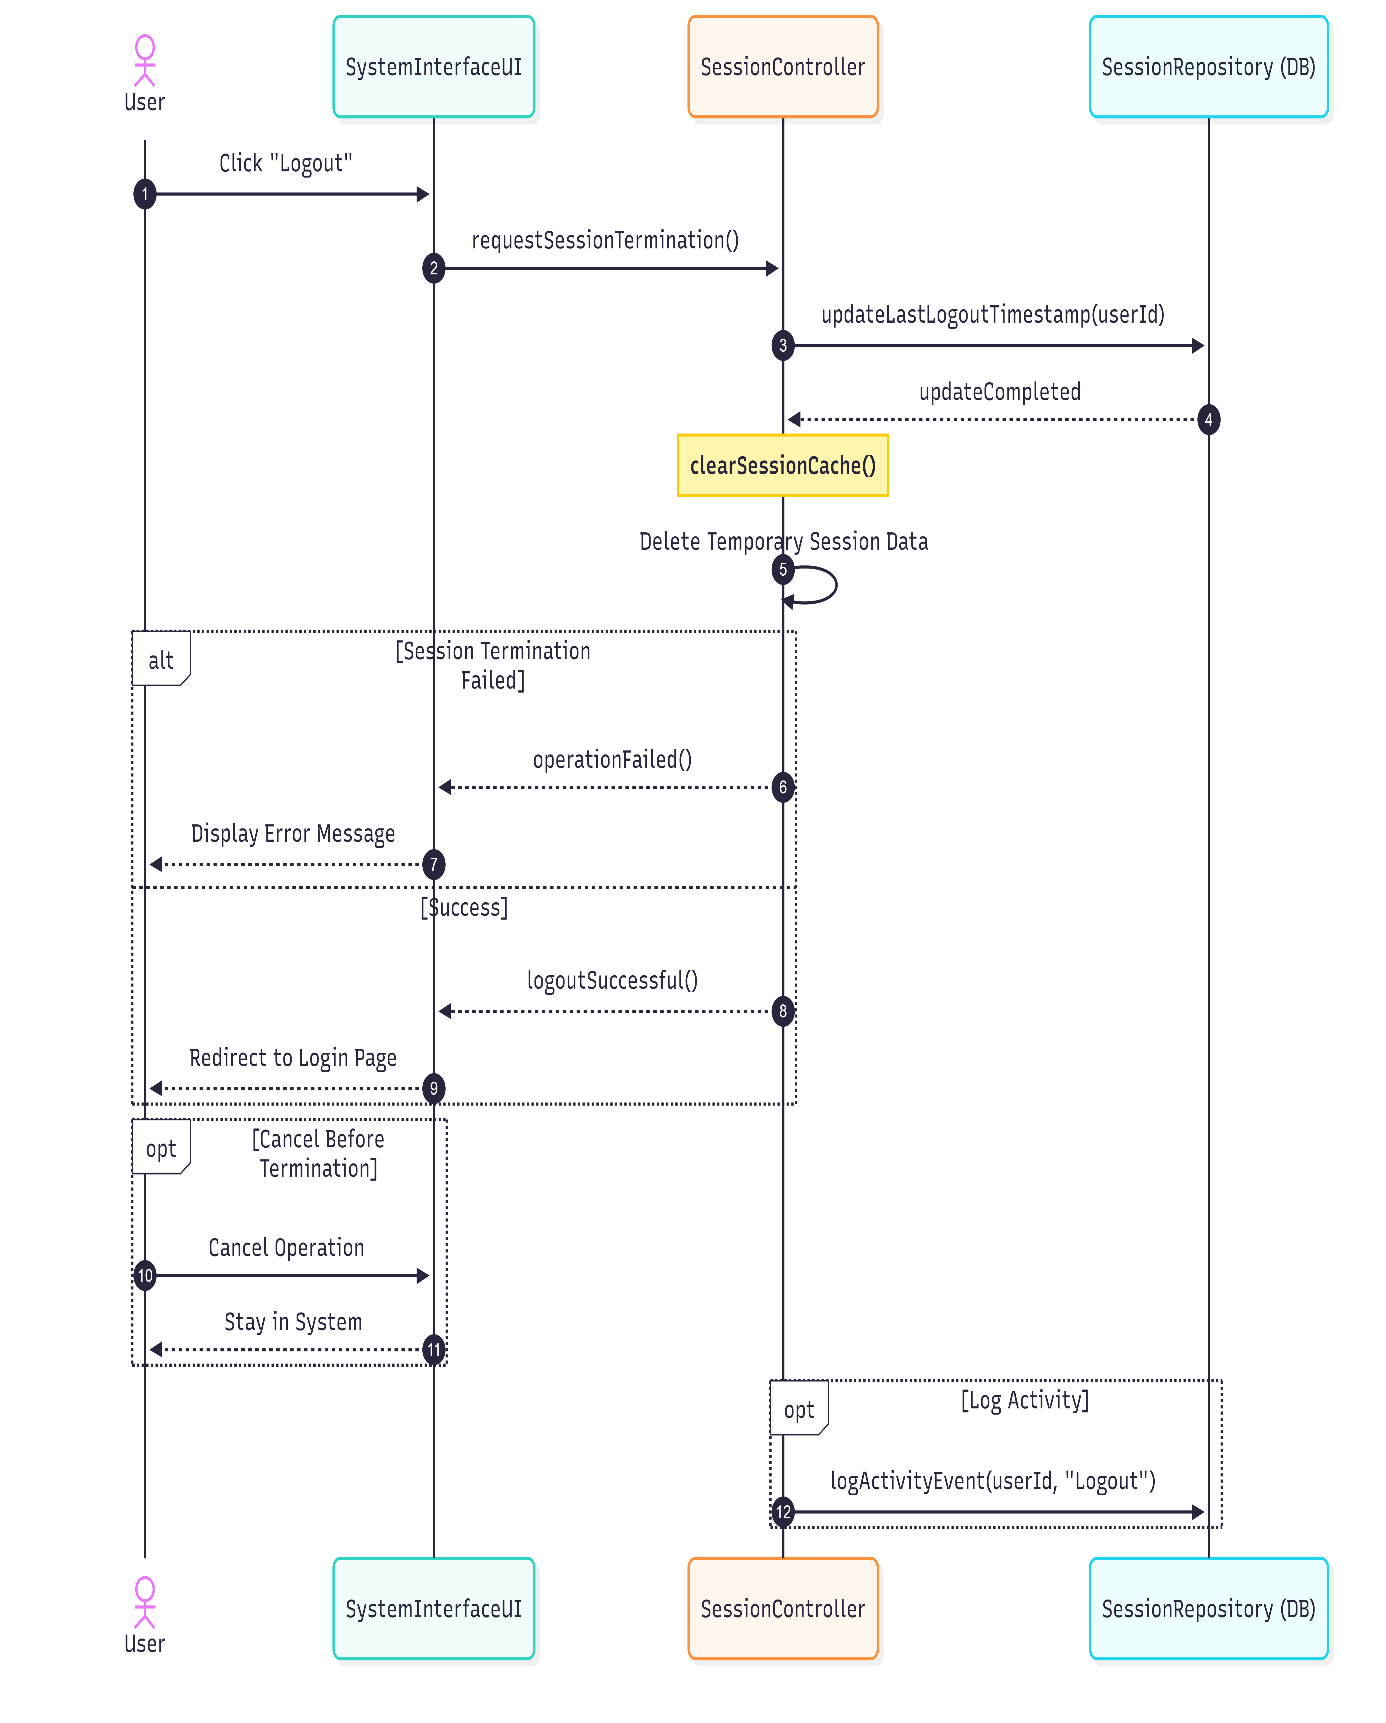 User
SystemInterfaceUI
SessionController
SessionRepository (DB)
Click "Logout"
1
requestSessionTermination()
2
updateLastLogoutTimestamp(userId)
3
updateCompleted
4
clearSessionCache()
Delete Temporary Session Data
5
alt
[Session Termination
Failed]
operationFailed()
6
Display Error Message
7
[Success]
logoutSuccessful()
8
Redirect to Login Page
9
opt
[Cancel Before
Termination]
Cancel Operation
10
Stay in System
11
opt
[Log Activity]
logActivityEvent(userId, "Logout")
12
User
SystemInterfaceUI
SessionController
SessionRepository (DB)